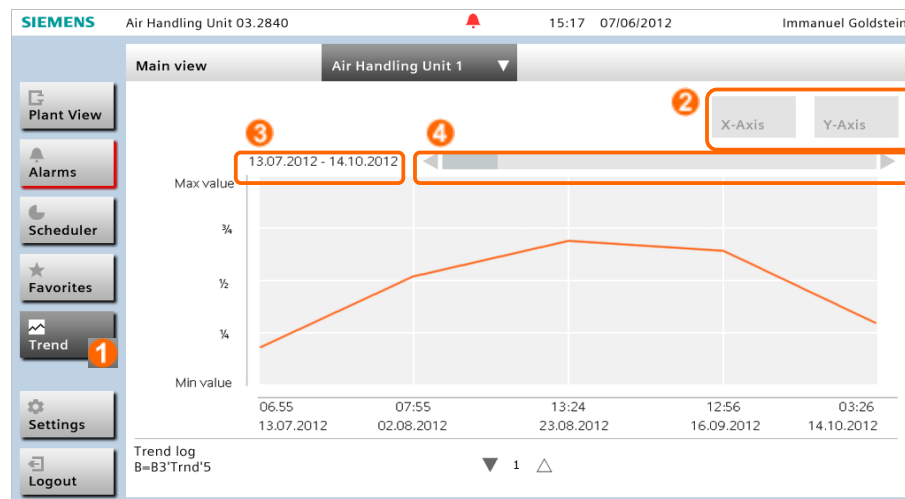 SIEMENS Air Handling Unit 03.2840 15:17 07/06/2012 Immanuel Goldstein
Main view Air Handling Unit 1 ▼
Plant View
Alarms
Scheduler
Favorites
Trend 1
Settings
Logout
2
X-Axis Y-Axis
3 4
13.07.2012 - 14.10.2012
Max value
¾
½
¼
Min value
06.55 07:55 13:24 12:56 03:26
13.07.2012 02.08.2012 23.08.2012 16.09.2012 14.10.2012
Trend log
B=B3'Trnd'5
▼ 1 △